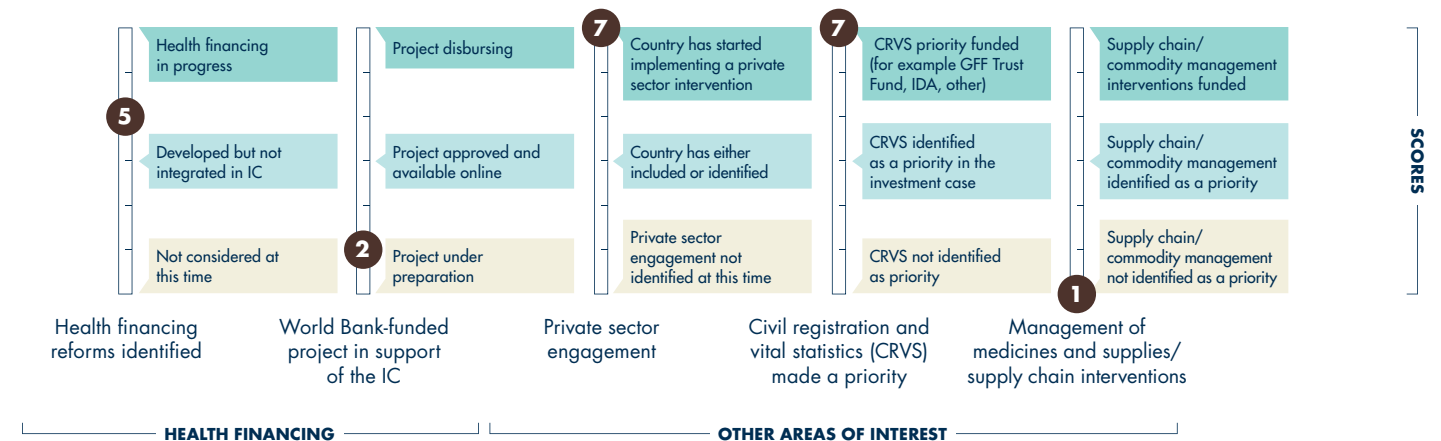 5
Health financing
in progress
Developed but not
integrated in IC
Not considered at
this time
Health financing
reforms identified
2
Project disbursing
Project approved and
available online
Project under
preparation
World Bank-funded
project in support
of the IC
7
Country has started
implementing a private
sector intervention
Country has either
included or identified
Private sector
engagement not
identified at this time
Private sector
engagement
7
CRVS priority funded
(for example GFF Trust
Fund, IDA, other)
CRVS identified
as a priority in the
investment case
CRVS not identified
as priority
Civil registration and
vital statistics (CRVS)
made a priority
1
Supply chain/
commodity management
interventions funded
Supply chain/
commodity management
identified as a priority
Supply chain/
commodity management
not identified as a priority
Management of
medicines and supplies/
supply chain interventions
SCORES
HEALTH FINANCING
OTHER AREAS OF INTEREST